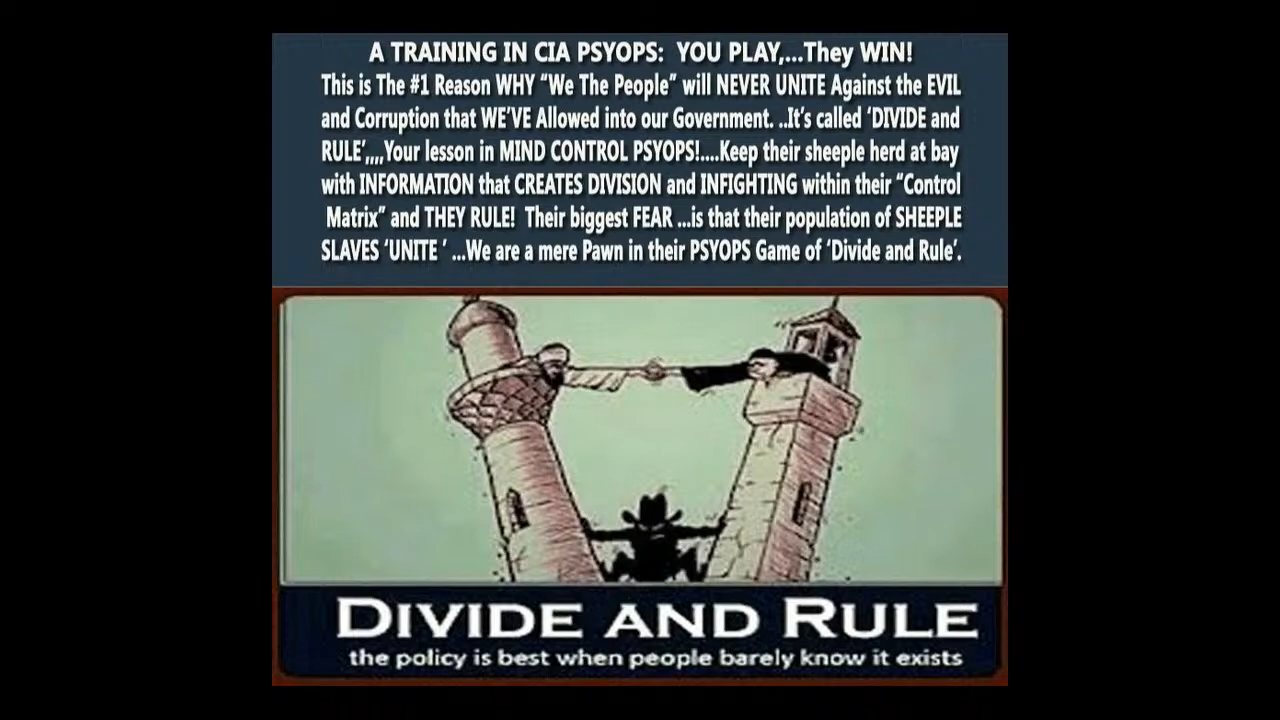 A TRAINING IN CIA PSYOPS: YOU PLAY,...They WIN!
This is The #1 Reason WHY “We The People” will NEVER UNITE Against the EVIL
and Corruption that WE’VE Allowed into our Government. ..It’s called ‘DIVIDE and
RULE’,,,,Your lesson in MIND CONTROL PSYOPS!....Keep their sheeple herd at bay
with INFORMATION that CREATES DIVISION and INFIGHTING within their “Control
Matrix” and THEY RULE! Their biggest FEAR ...is that their population of SHEEPLE
SLAVES ‘UNITE ’ ...We are a mere Pawn in their PSYOPS Game of ‘Divide and Rule’.
DIVIDE AND RULE
the policy is best when people barely know it exists